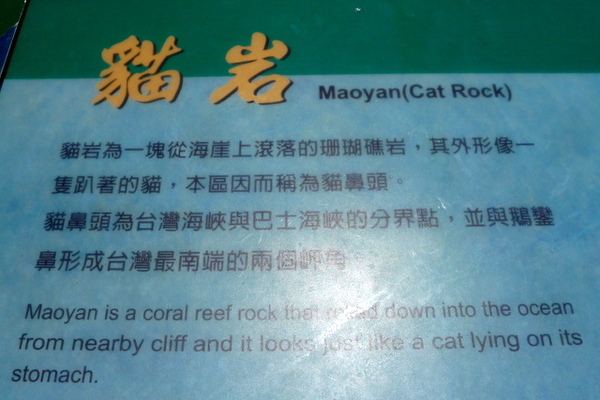 貓岩 Maoyan(Cat Rock)
貓岩為一塊從海崖上滾落的珊瑚礁岩，其外形像一
隻趴著的貓，本區因而稱為貓鼻頭。
貓鼻頭為台灣海峽與巴士海峽的分界點，並與鵝鑾
鼻形成台灣最南端的兩個岬角。
Maoyan is a coral reef rock that rolled down into the ocean
from nearby cliff and it looks just like a cat lying on its
stomach.